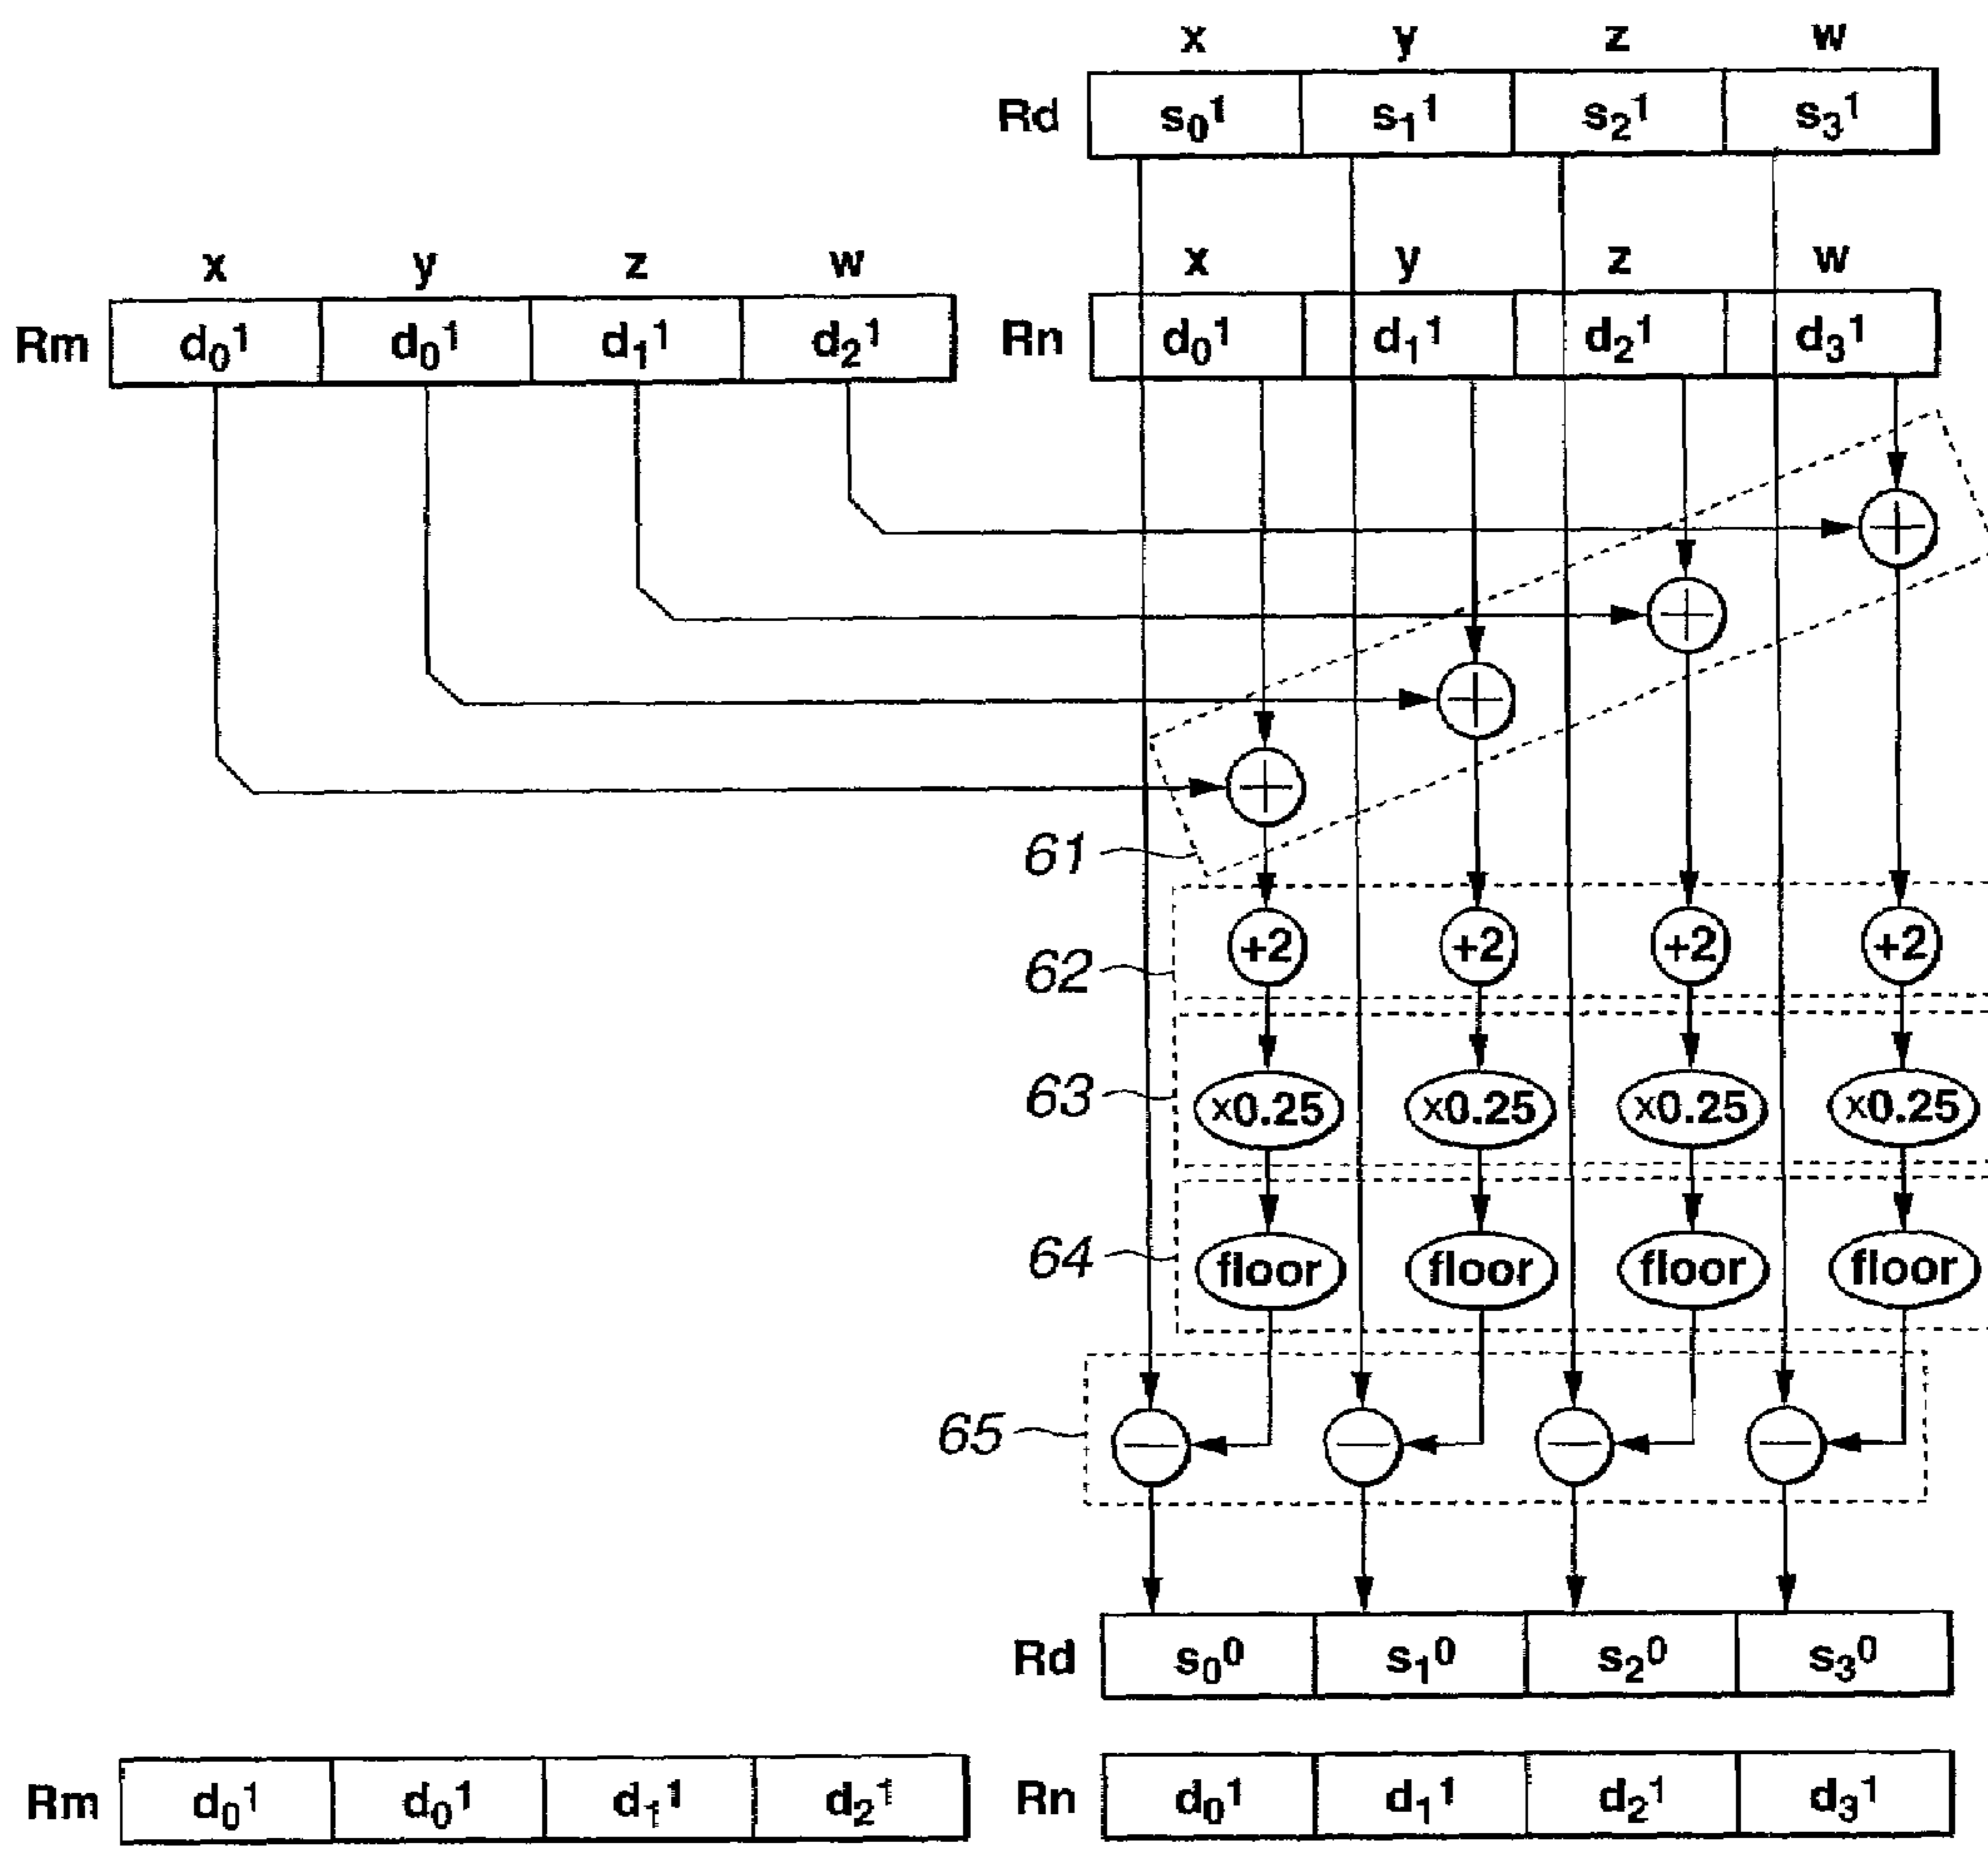 x y z w
Rd s₀¹ s₁¹ s₂¹ s₃¹
x y z w x y z w
Rm d₀¹ d₀¹ d₁¹ d₂¹ Rn d₀¹ d₁¹ d₂¹ d₃¹
61
62 +2 +2 +2 +2
63 x0.25 x0.25 x0.25 x0.25
64 floor floor floor floor
65
Rd s₀⁰ s₁⁰ s₂⁰ s₃⁰
Rm d₀¹ d₀¹ d₁¹ d₂¹ Rn d₀¹ d₁¹ d₂¹ d₃¹